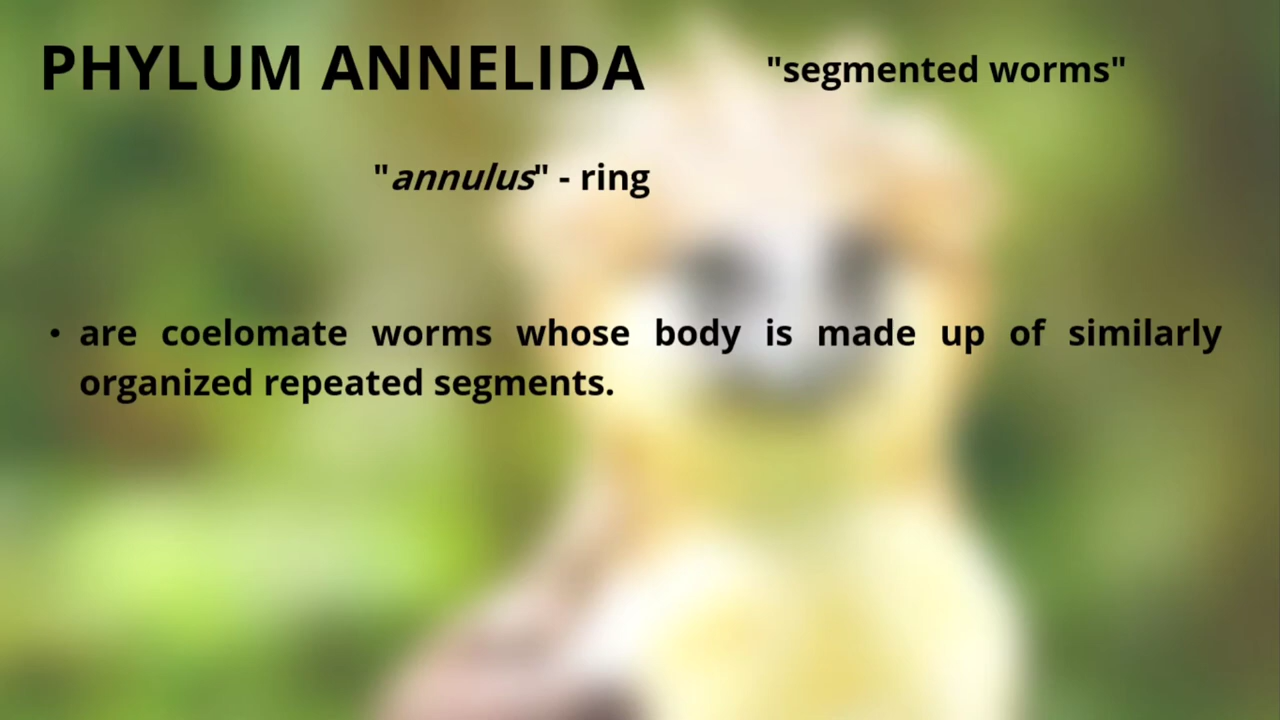 PHYLUM ANNELIDA "segmented worms"
"annulus" - ring
• are coelomate worms whose body is made up of similarly
organized repeated segments.